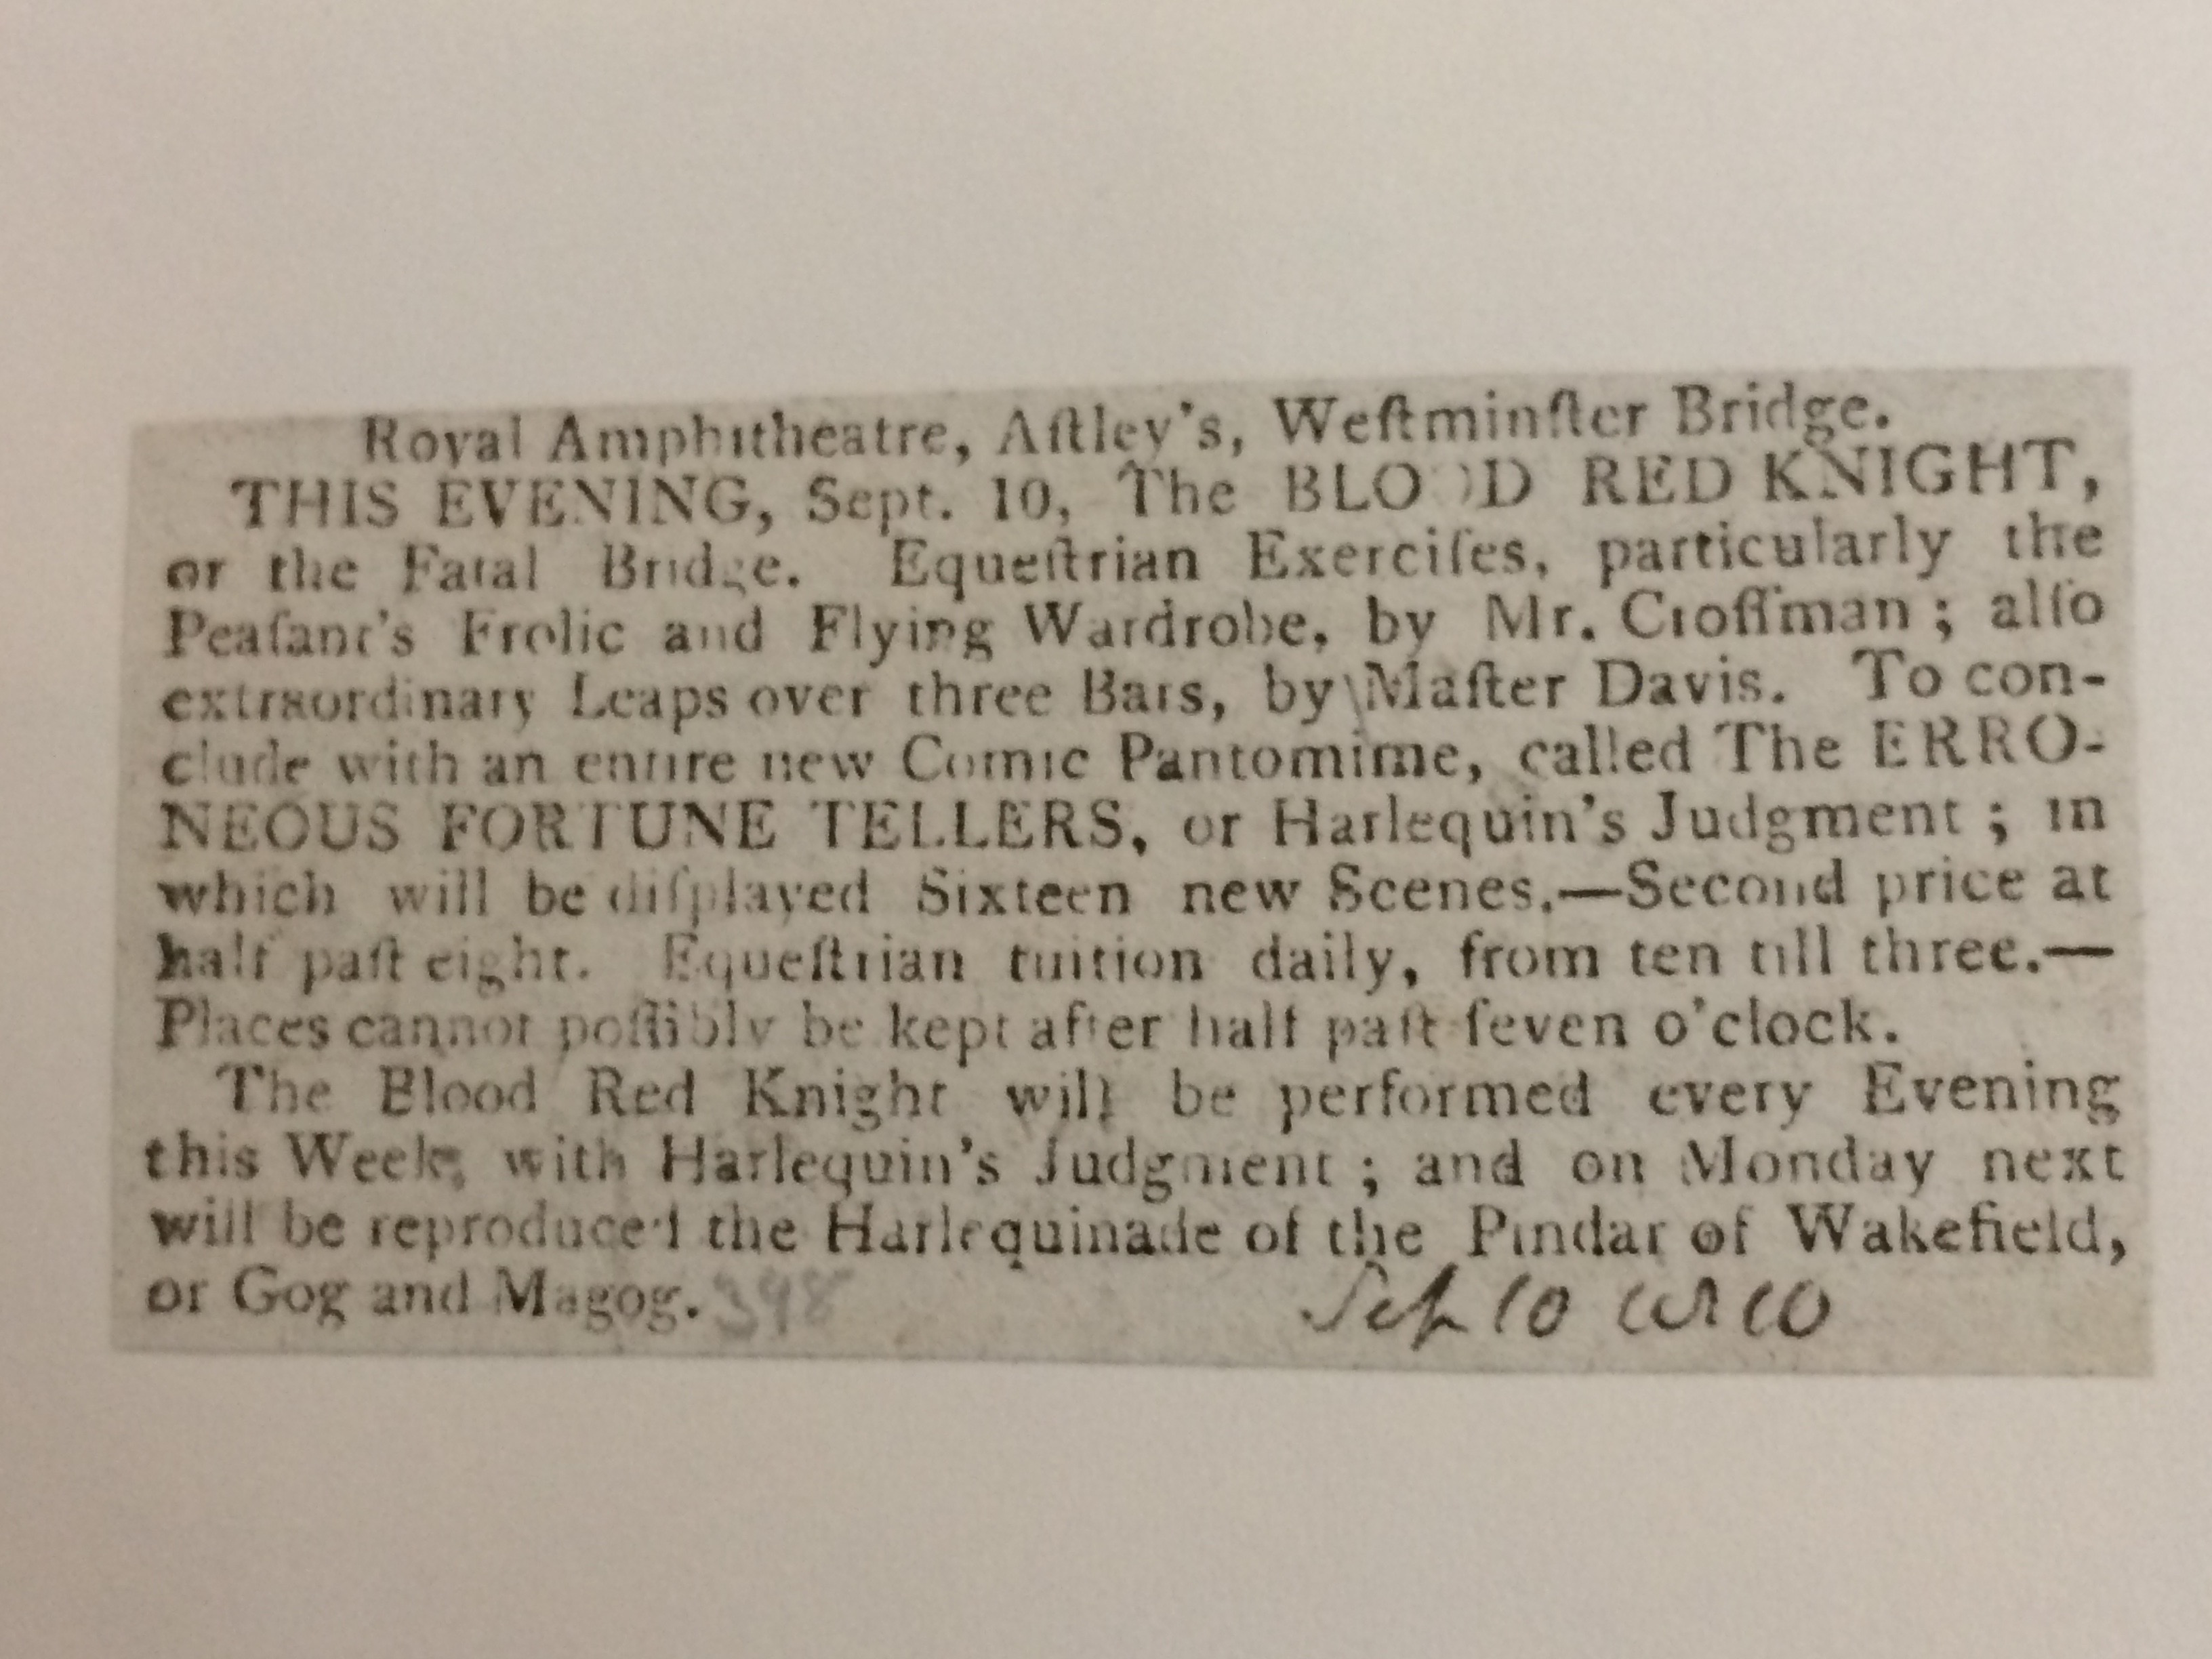 Royal Amphitheatre, Aſtley's, Weſtminſter Bridge.
THIS EVENING, Sept. 10, The BLOOD RED KNIGHT,
or the Fatal Bridge. Equeſtrian Exerciſes, particularly the
Peaſant's Frolic and Flying Wardrobe, by Mr. Croſſman ; alſo
extraordinary Leaps over three Bars, by Maſter Davis. To con-
clude with an entire new Comic Pantomime, called The ERRO-
NEOUS FORTUNE TELLERS, or Harlequin's Judgment ; in
which will be diſplayed Sixteen new Scenes.—Second price at
half paſt eight. Equeſtrian tuition daily, from ten till three.—
Places cannot poſſibly be kept after half paſt ſeven o'clock.
The Blood Red Knight will be performed every Evening
this Week, with Harlequin's Judgment ; and on Monday next
will be reproduced the Harlequinade of the Pindar of Wakefield,
or Gog and Magog. 398
Sep 10